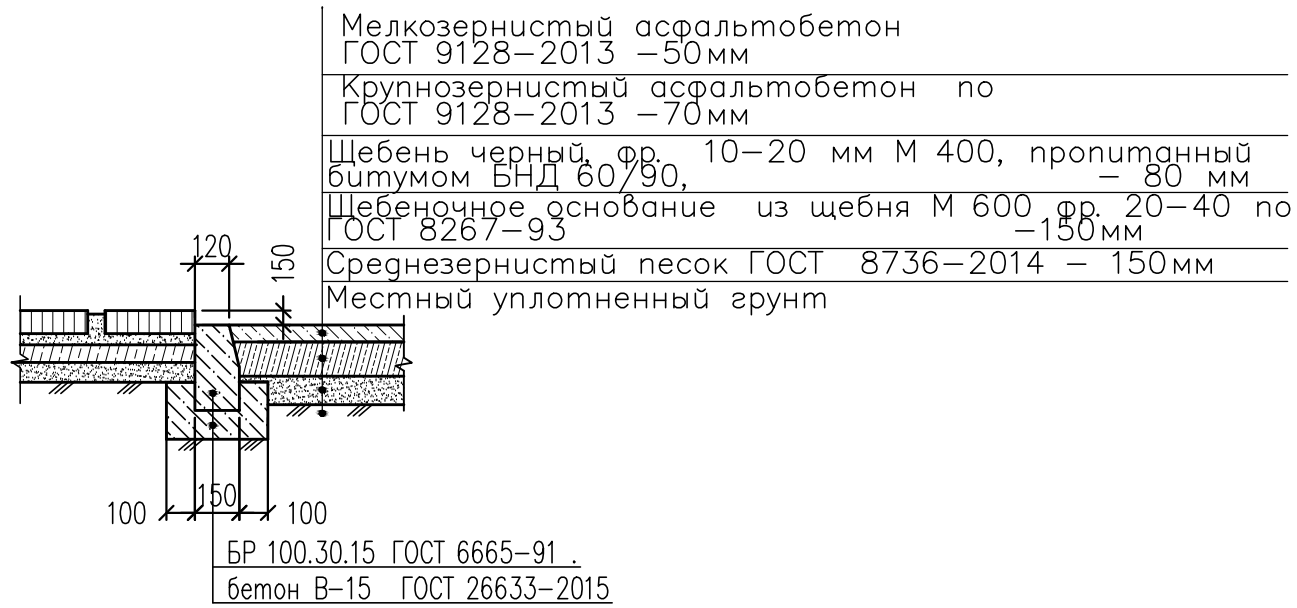 Мелкозернистый асфальтобетон
ГОСТ 9128-2013 -50мм
Крупнозернистый асфальтобетон по
ГОСТ 9128-2013 -70мм
Щебень черный, фр. 10-20 мм М 400, пропитанный
битумом БНД 60/90, - 80 мм
Щебеночное основание из щебня М 600 фр. 20-40 по
ГОСТ 8267-93 -150мм
Среднезернистый песок ГОСТ 8736-2014 - 150мм
Местный уплотненный грунт
120
150
100
150
100
БР 100.30.15 ГОСТ 6665-91 .
бетон В-15 ГОСТ 26633-2015